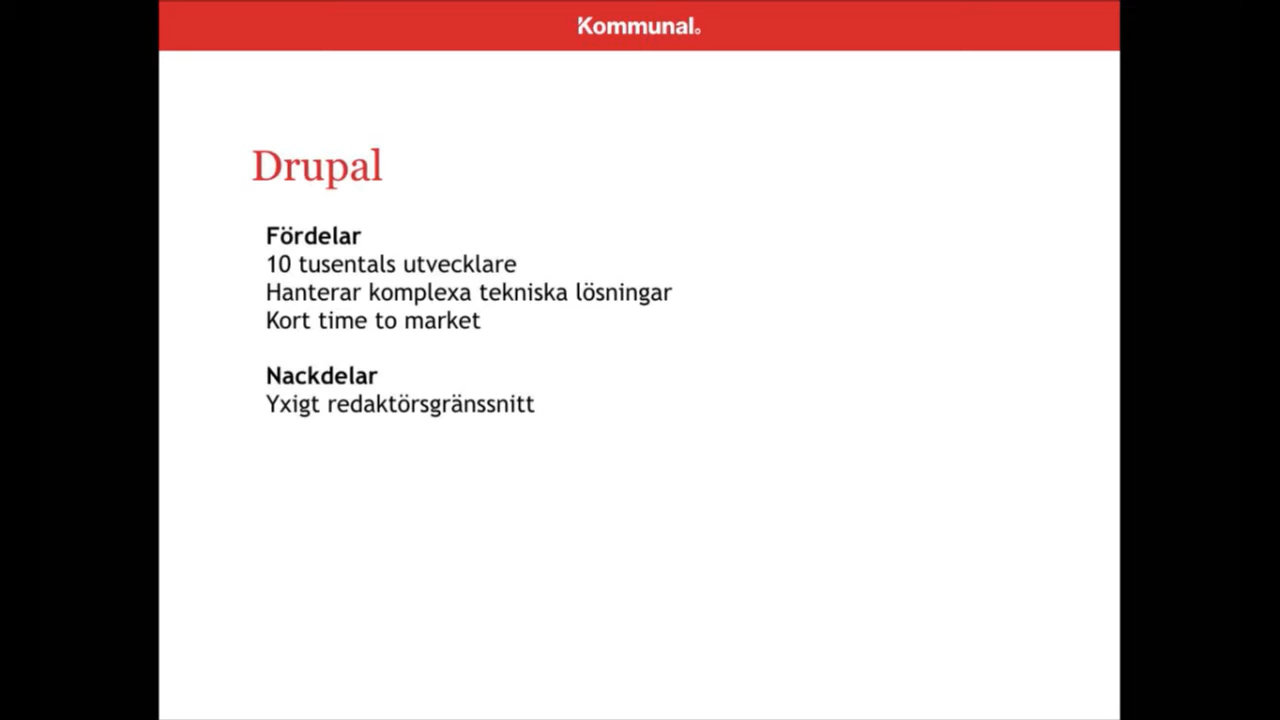 Kommunal.
Drupal
Fördelar
10 tusentals utvecklare
Hanterar komplexa tekniska lösningar
Kort time to market
Nackdelar
Yxigt redaktörsgränssnitt